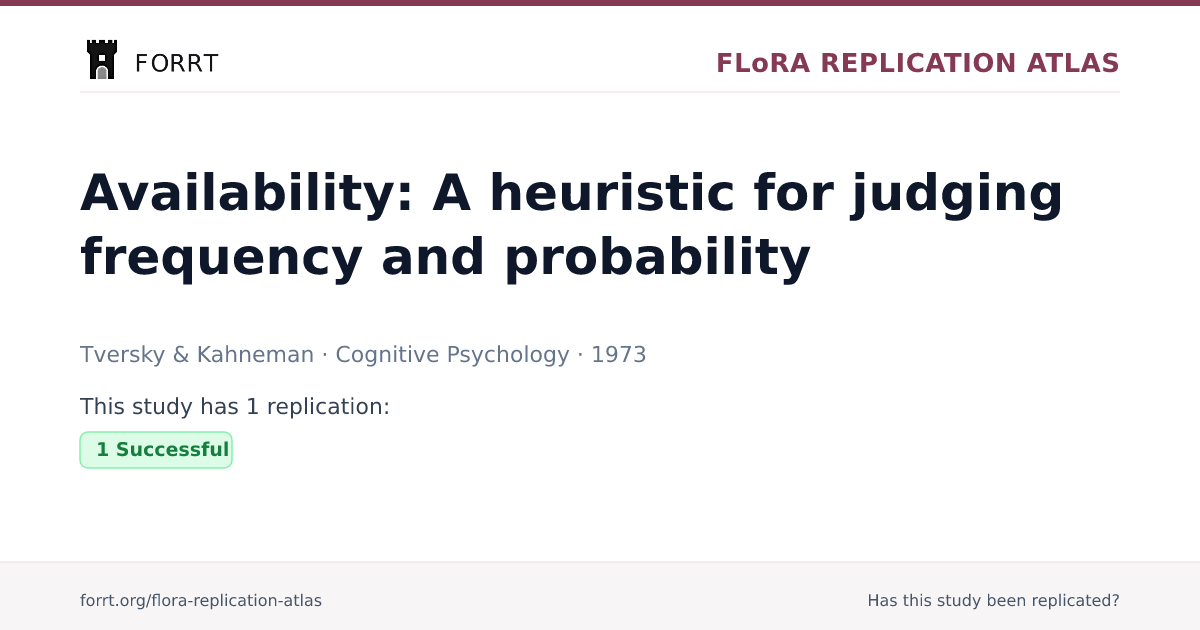 FORRT
FLoRA REPLICATION ATLAS
Availability: A heuristic for judging
frequency and probability
Tversky & Kahneman · Cognitive Psychology · 1973
This study has 1 replication:
1 Successful
forrt.org/flora-replication-atlas
Has this study been replicated?